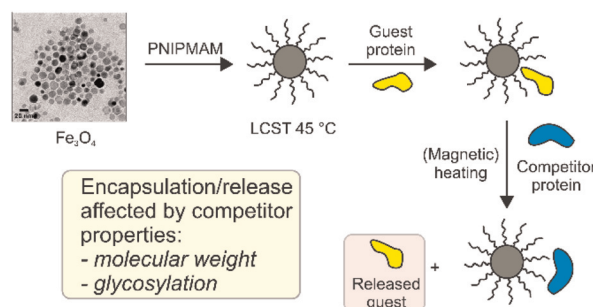 PNIPMAM
Guest
protein
25 nm
Fe₃O₄
LCST 45 °C
(Magnetic)
heating
Competitor
protein
Encapsulation/release
affected by competitor
properties:
- molecular weight
- glycosylation
+
Released
guest